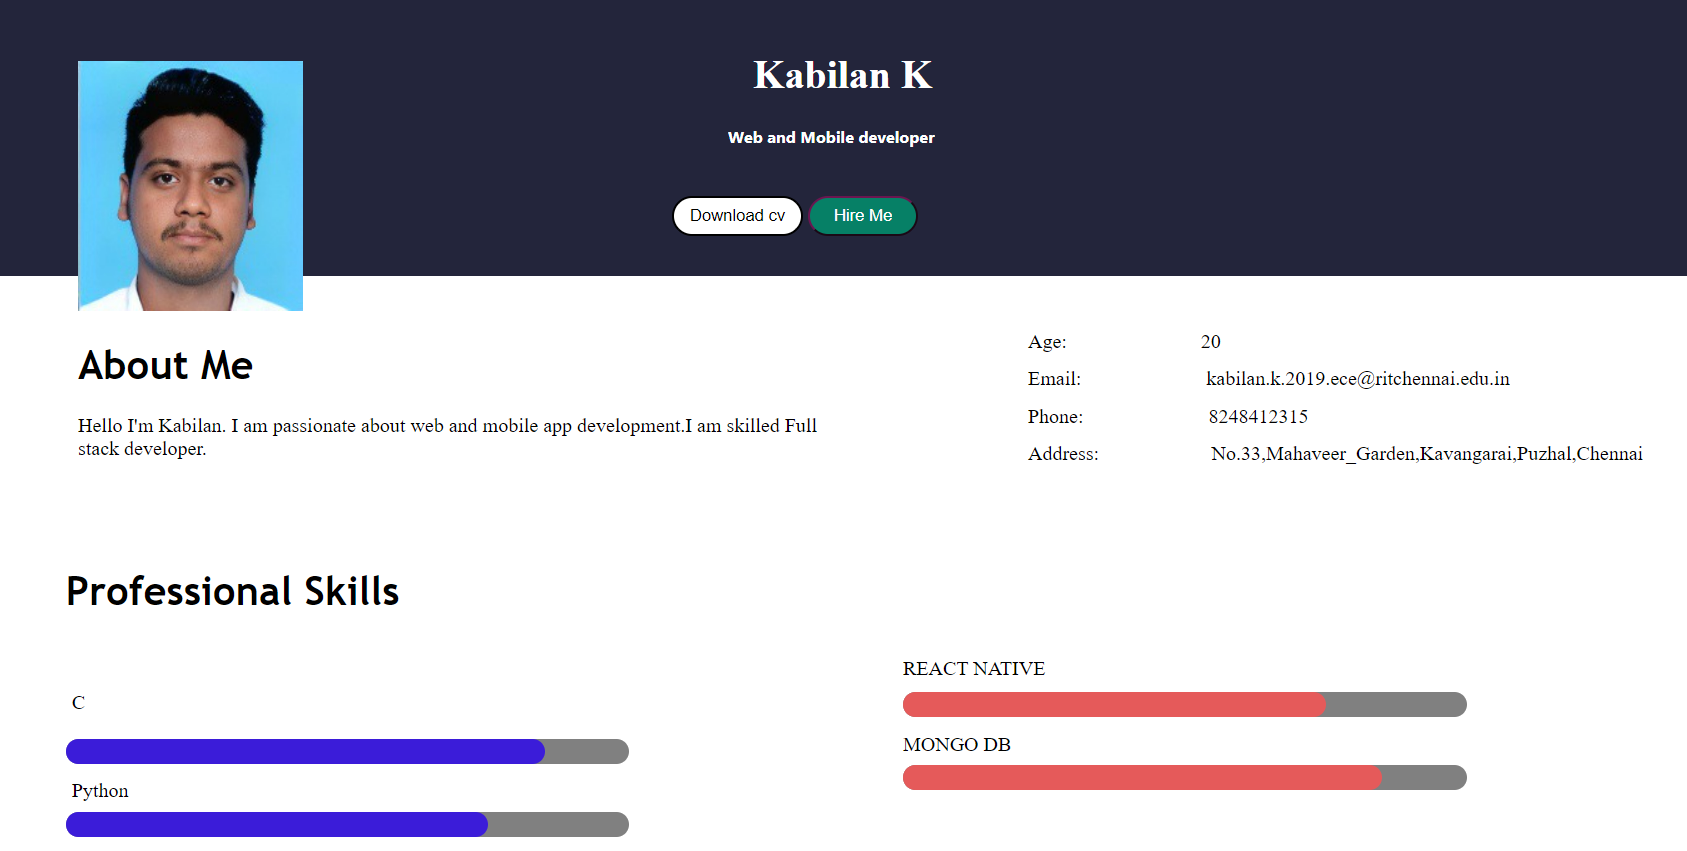 Kabilan K
Web and Mobile developer
Download cv
Hire Me
About Me
Hello I'm Kabilan. I am passionate about web and mobile app development.I am skilled Full
stack developer.
Age: 20
Email: kabilan.k.2019.ece@ritchennai.edu.in
Phone: 8248412315
Address: No.33,Mahaveer_Garden,Kavangarai,Puzhal,Chennai
Professional Skills
C
Python
REACT NATIVE
MONGO DB